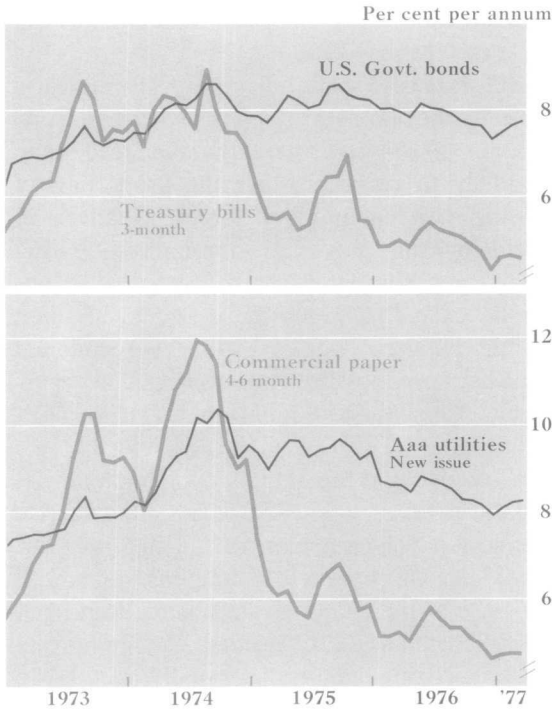 Per cent per annum
U.S. Govt. bonds
8
6
Treasury bills
3-month
12
Commercial paper
4-6 month
10
Aaa utilities
New issue
8
6
1973 1974 1975 1976 '77